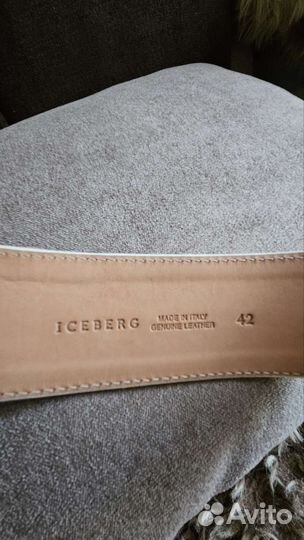 ICEBERG
MADE IN ITALY
GENUINE LEATHER
42
Avito